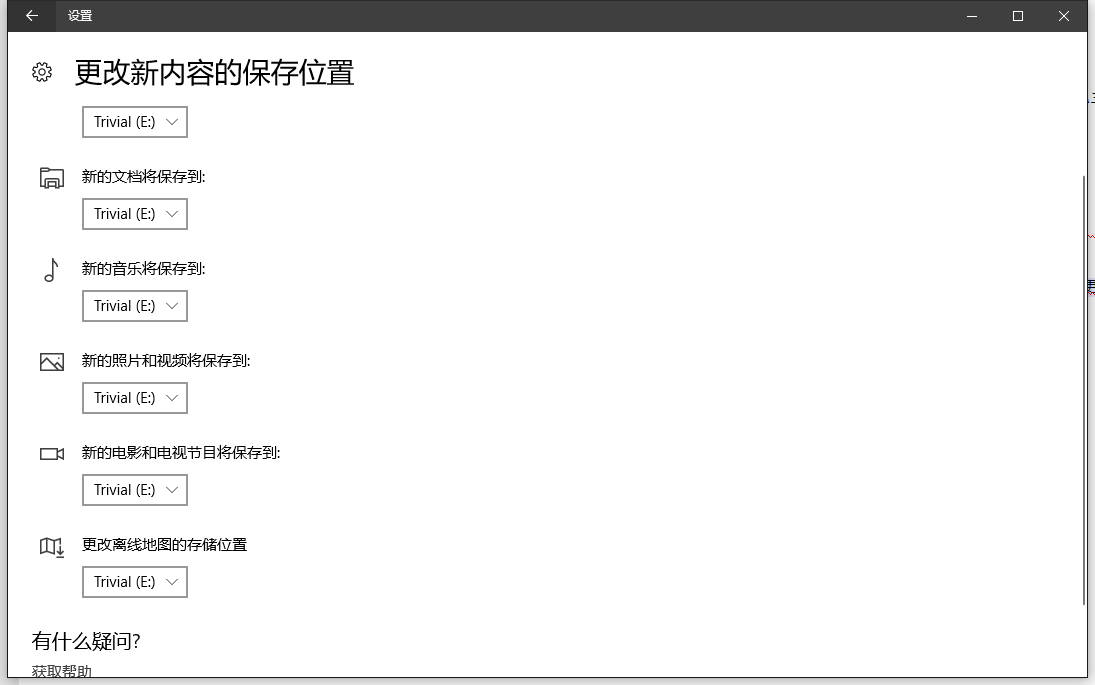 设置
更改新内容的保存位置
Trivial (E:)
新的文档将保存到:
Trivial (E:)
新的音乐将保存到:
Trivial (E:)
新的照片和视频将保存到:
Trivial (E:)
新的电影和电视节目将保存到:
Trivial (E:)
更改离线地图的存储位置
Trivial (E:)
有什么疑问?
获取帮助